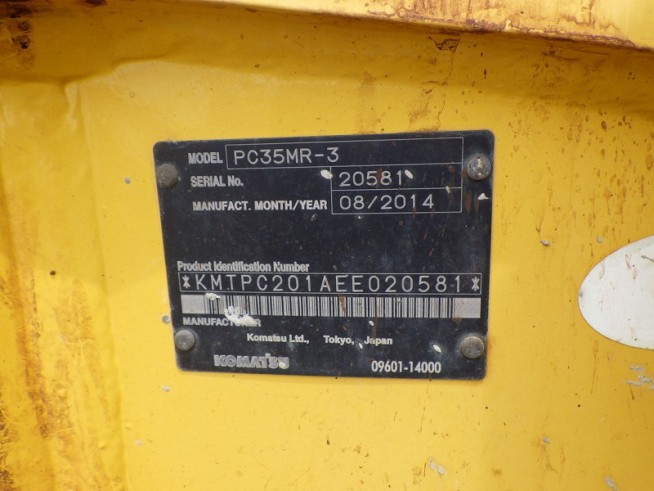 MODEL PC35MR-3
SERIAL No. 20581
MANUFACT. MONTH/YEAR 08/2014
Product Identification Number
*KMTPC201AEE020581*
MANUFACTURER
Komatsu Ltd., Tokyo, Japan
KOMATSU 09601-14000